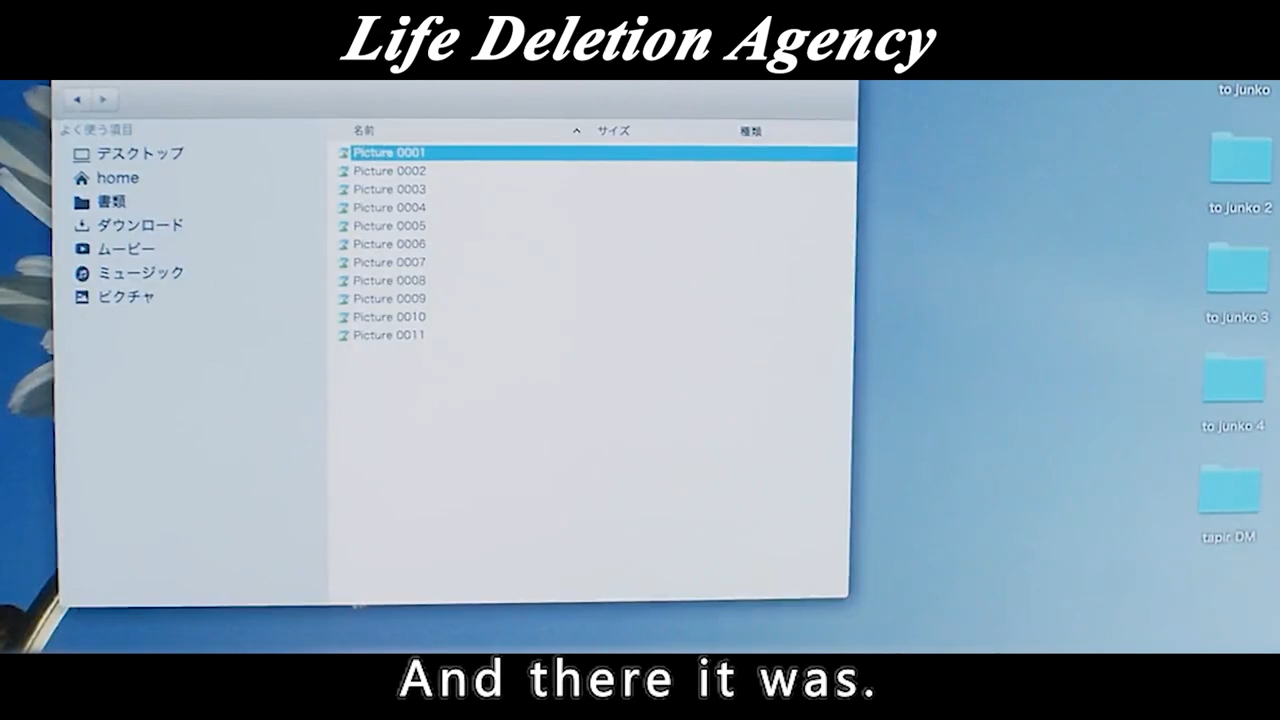 Life Deletion Agency
to Junko
よく使う項目
名前
サイズ
種類
デスクトップ
home
書類
ダウンロード
ムービー
ミュージック
ピクチャ
Picture 0001
Picture 0002
Picture 0003
Picture 0004
Picture 0005
Picture 0006
Picture 0007
Picture 0008
Picture 0009
Picture 0010
Picture 0011
to Junko 2
to Junko 3
to Junko 4
tapir DM
And there it was.